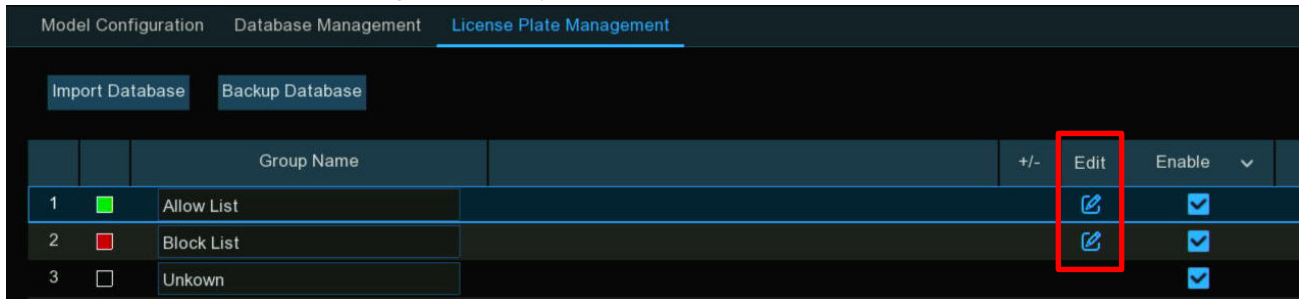 Model Configuration Database Management License Plate Management
Import Database Backup Database
Group Name +/- Edit Enable
1 Allow List
2 Block List
3 Unkown